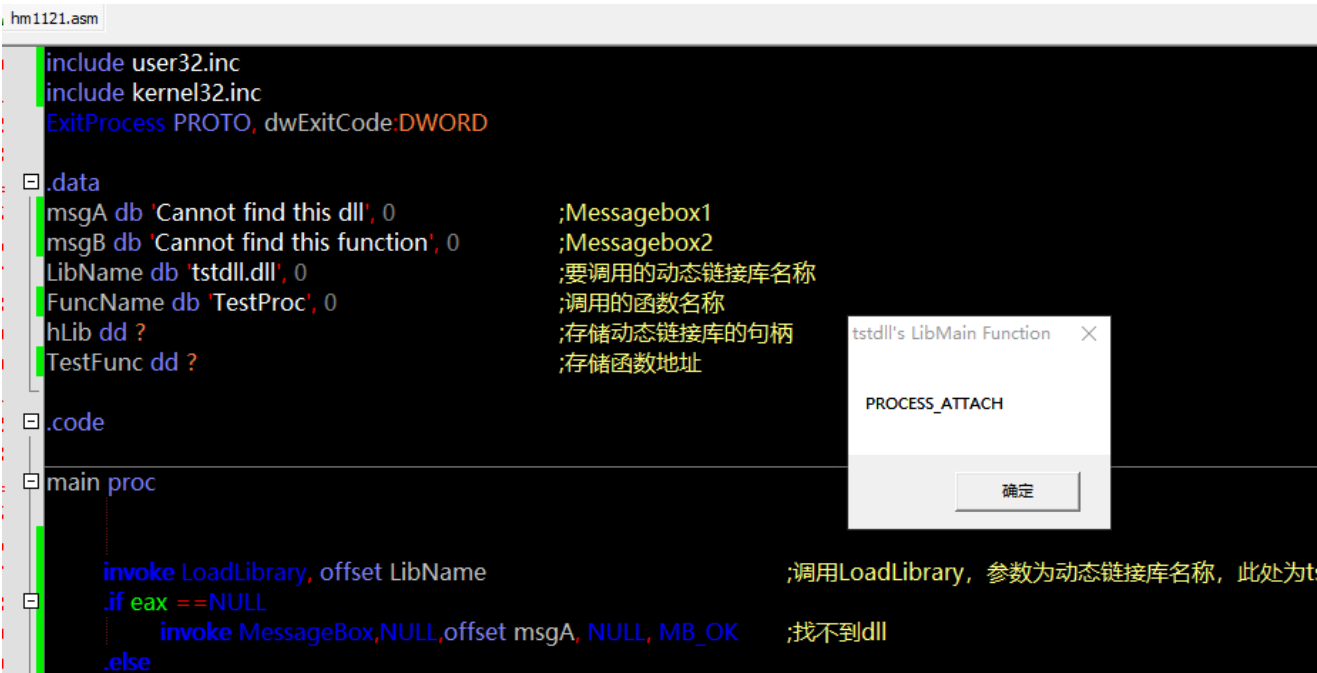 hm1121.asm
include user32.inc
include kernel32.inc
ExitProcess PROTO, dwExitCode:DWORD
.data
msgA db 'Cannot find this dll', 0 ;Messagebox1
msgB db 'Cannot find this function', 0 ;Messagebox2
LibName db 'tstdll.dll', 0 ;要调用的动态链接库名称
FuncName db 'TestProc', 0 ;调用的函数名称
hLib dd ? ;存储动态链接库的句柄
TestFunc dd ? ;存储函数地址
tstdll's LibMain Function
PROCESS_ATTACH
确定
.code
main proc
invoke LoadLibrary, offset LibName ;调用LoadLibrary，参数为动态链接库名称，此处为ts
.if eax ==NULL
invoke MessageBox,NULL,offset msgA, NULL, MB_OK ;找不到dll
.else